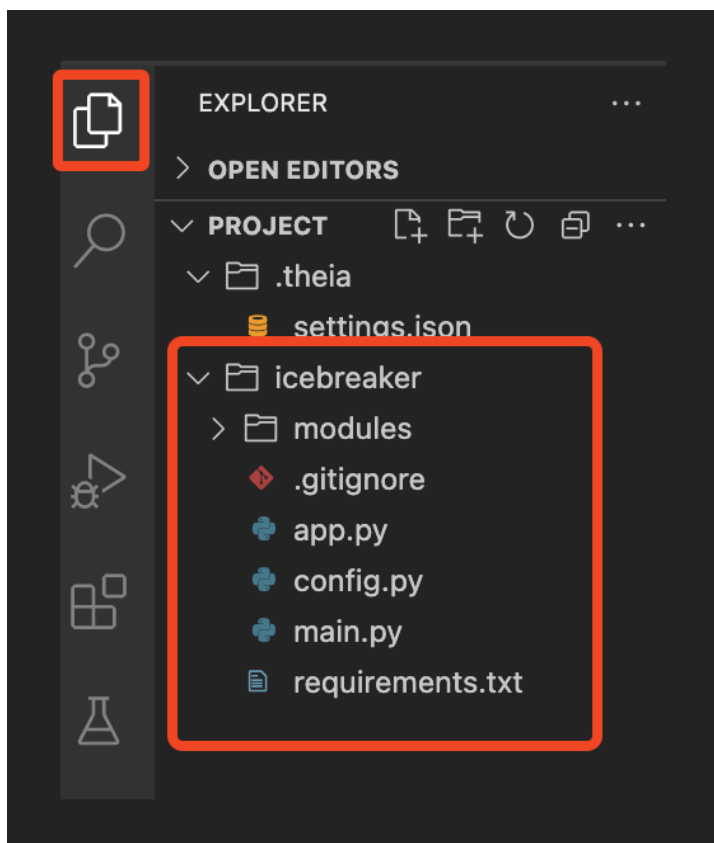 EXPLORER
OPEN EDITORS
PROJECT
.theia
settings.json
icebreaker
modules
.gitignore
app.py
config.py
main.py
requirements.txt